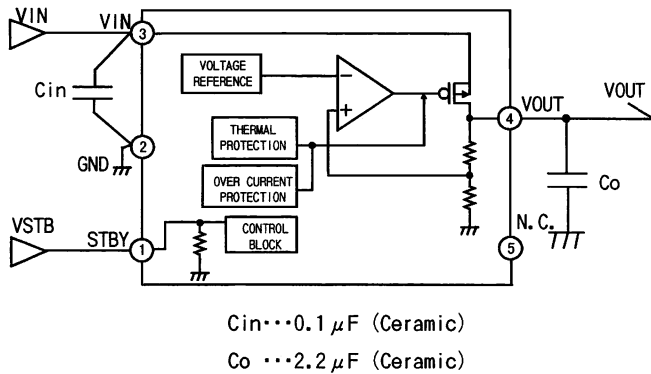 VIN
VIN
3
VOLTAGE
REFERENCE
−
+
Cin
THERMAL
PROTECTION
VOUT
4
VOUT
2
GND
OVER CURRENT
PROTECTION
Co
VSTB
STBY
1
CONTROL
BLOCK
N.C.
5
Cin･･･0.1μF (Ceramic)
Co ･･･2.2μF (Ceramic)